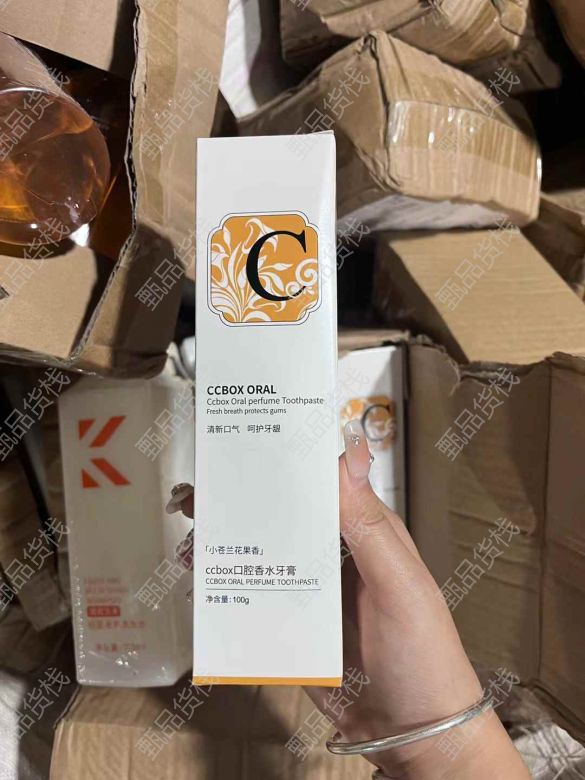 C
CCBOX ORAL
Ccbox Oral perfume Toothpaste
Fresh breath protects gums
清新口气 呵护牙龈
「小苍兰花果香」
ccbox口腔香水牙膏
CCBOX ORAL PERFUME TOOTHPASTE
净含量:100g
K
C
甄品货栈